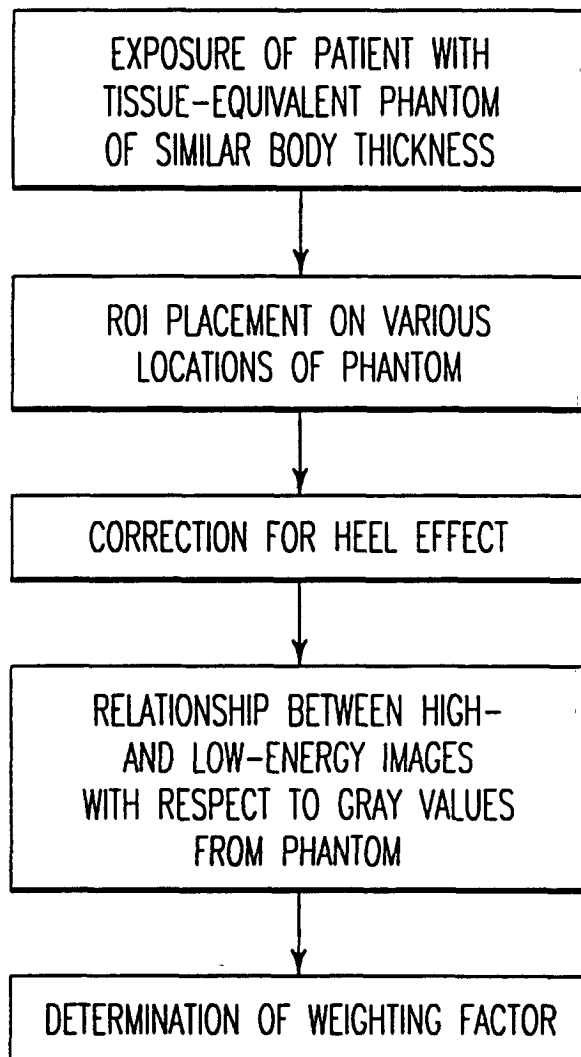 EXPOSURE OF PATIENT WITH
TISSUE-EQUIVALENT PHANTOM
OF SIMILAR BODY THICKNESS
ROI PLACEMENT ON VARIOUS
LOCATIONS OF PHANTOM
CORRECTION FOR HEEL EFFECT
RELATIONSHIP BETWEEN HIGH-
AND LOW-ENERGY IMAGES
WITH RESPECT TO GRAY VALUES
FROM PHANTOM
DETERMINATION OF WEIGHTING FACTOR